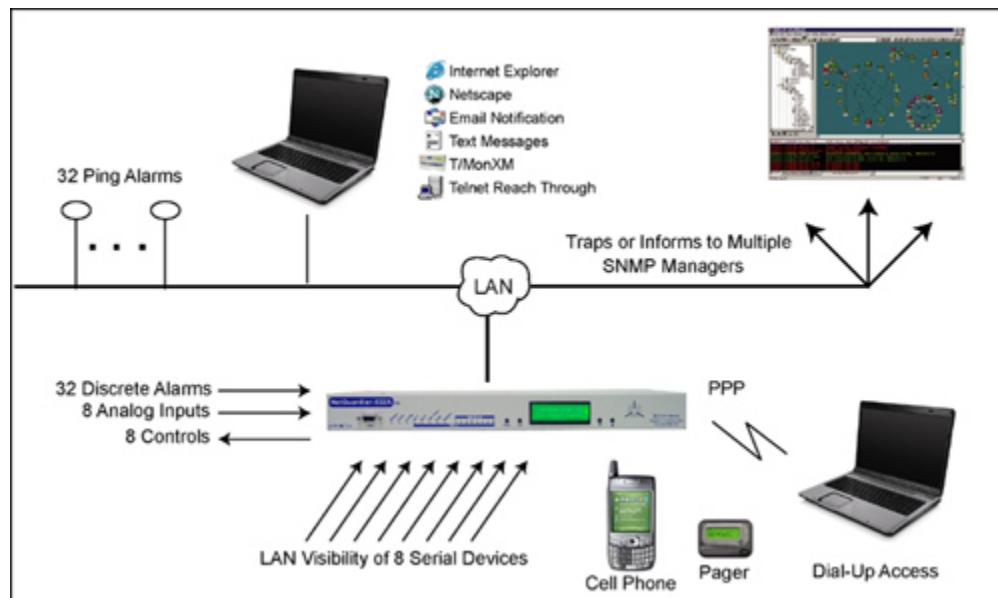 Internet Explorer
Netscape
Email Notification
Text Messages
T/MonXM
Telnet Reach Through
32 Ping Alarms
Traps or Informs to Multiple
SNMP Managers
LAN
32 Discrete Alarms
8 Analog Inputs
8 Controls
NetGuardian 832A
PPP
LAN Visibility of 8 Serial Devices
Cell Phone
Pager
Dial-Up Access